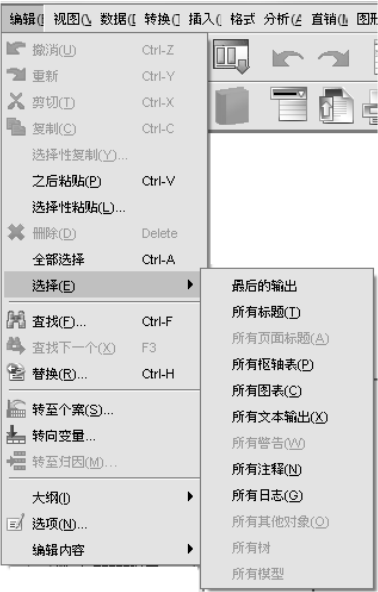 编辑( 视图(V 数据(D 转换( 插入( 格式 分析(A 直销(M 图形
撤消(U) Ctrl-Z
重新 Ctrl-Y
剪切(T) Ctrl-X
复制(C) Ctrl-C
选择性复制(Y)...
之后粘贴(P) Ctrl-V
选择性粘贴(L)...
删除(D) Delete
全部选择 Ctrl-A
选择(E)
查找(F)... Ctrl-F
查找下一个(X) F3
替换(R)... Ctrl-H
转至个案(S)...
转向变量...
转至归因(M)...
大纲(I)
选项(N)...
编辑内容
最后的输出
所有标题(T)
所有页面标题(A)
所有枢轴表(P)
所有图表(C)
所有文本输出(X)
所有警告(W)
所有注释(N)
所有日志(G)
所有其他对象(O)
所有树
所有模型